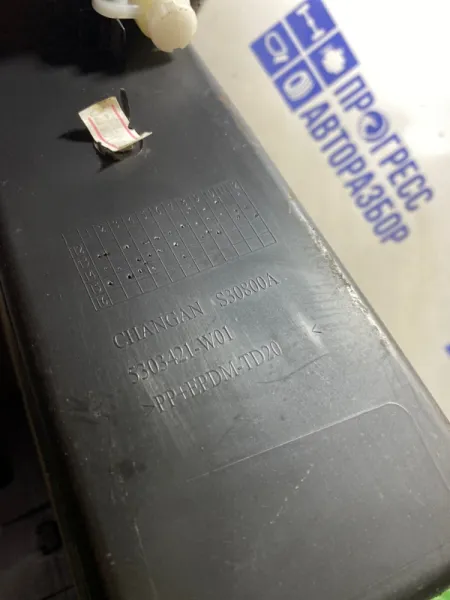 ПРОГРЕСС
АВТОРАЗБОР
CHANGAN S30800A
5303421-W01
>PP+EPDM-TD20<